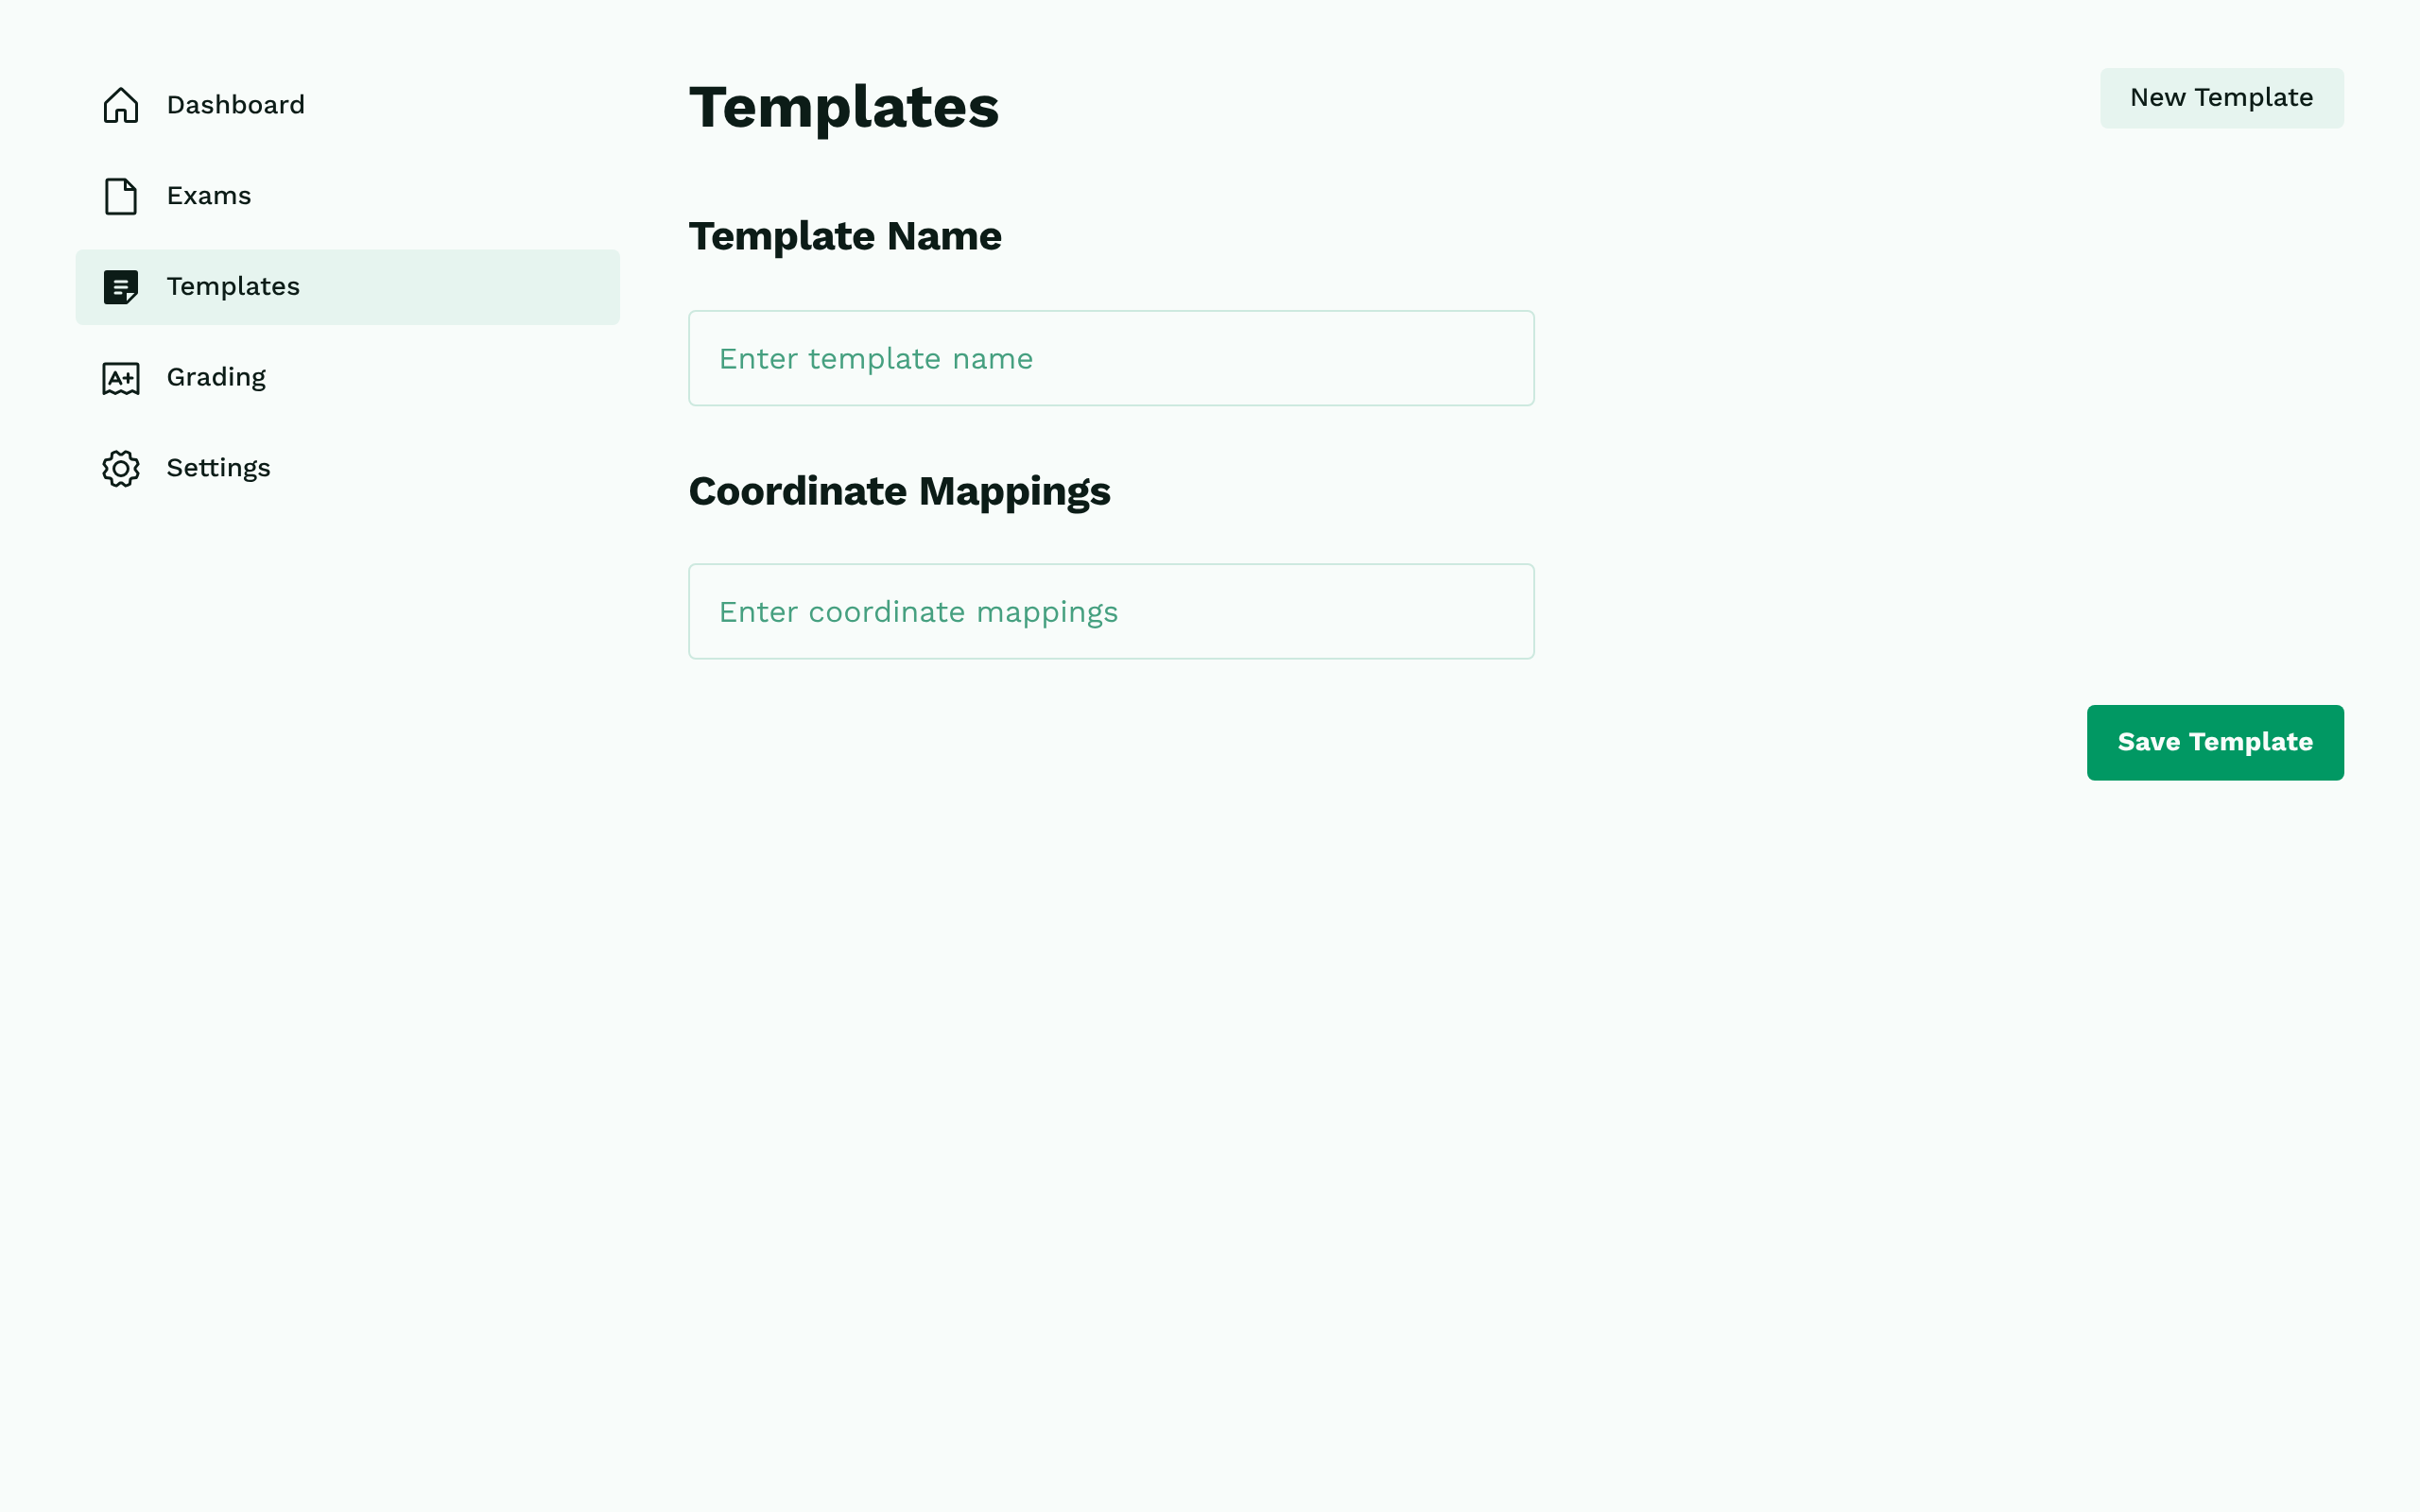 Dashboard
Exams
Templates
A+ Grading
Settings
Templates
New Template
Template Name
Enter template name
Coordinate Mappings
Enter coordinate mappings
Save Template